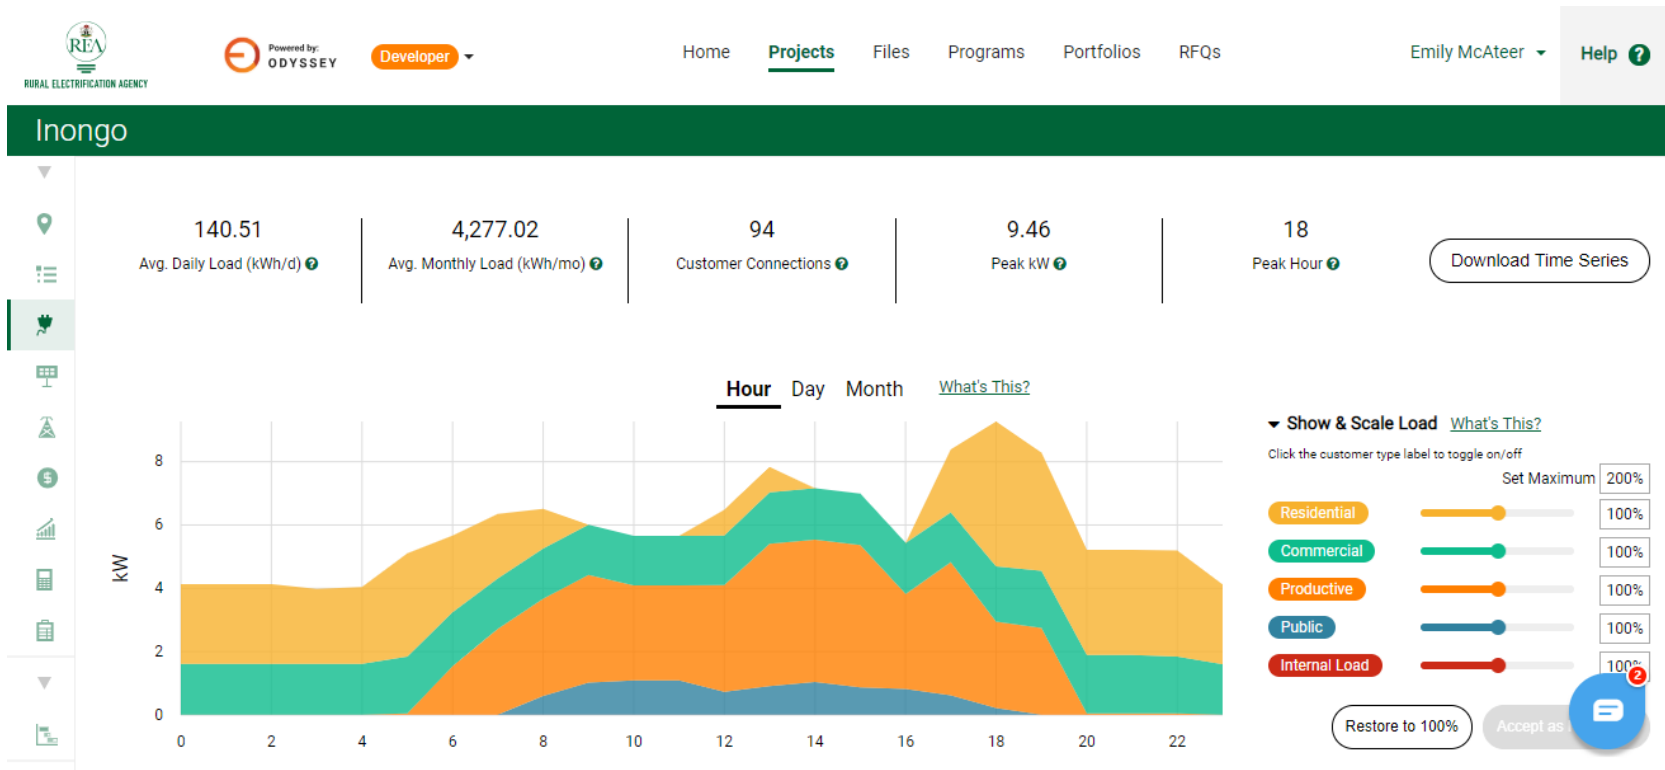 REA
RURAL ELECTRIFICATION AGENCY
Powered by:
ODYSSEY
Developer
Home Projects Files Programs Portfolios RFQs
Emily McAteer
Help ?
Inongo
140.51
Avg. Daily Load (kWh/d) ?
4,277.02
Avg. Monthly Load (kWh/mo) ?
94
Customer Connections ?
9.46
Peak kW ?
18
Peak Hour ?
Download Time Series
Hour Day Month What's This?
kW
8
6
4
2
0
0 2 4 6 8 10 12 14 16 18 20 22
Show & Scale Load What's This?
Click the customer type label to toggle on/off
Set Maximum 200%
Residential 100%
Commercial 100%
Productive 100%
Public 100%
Internal Load 100%
2
Restore to 100% Accept as